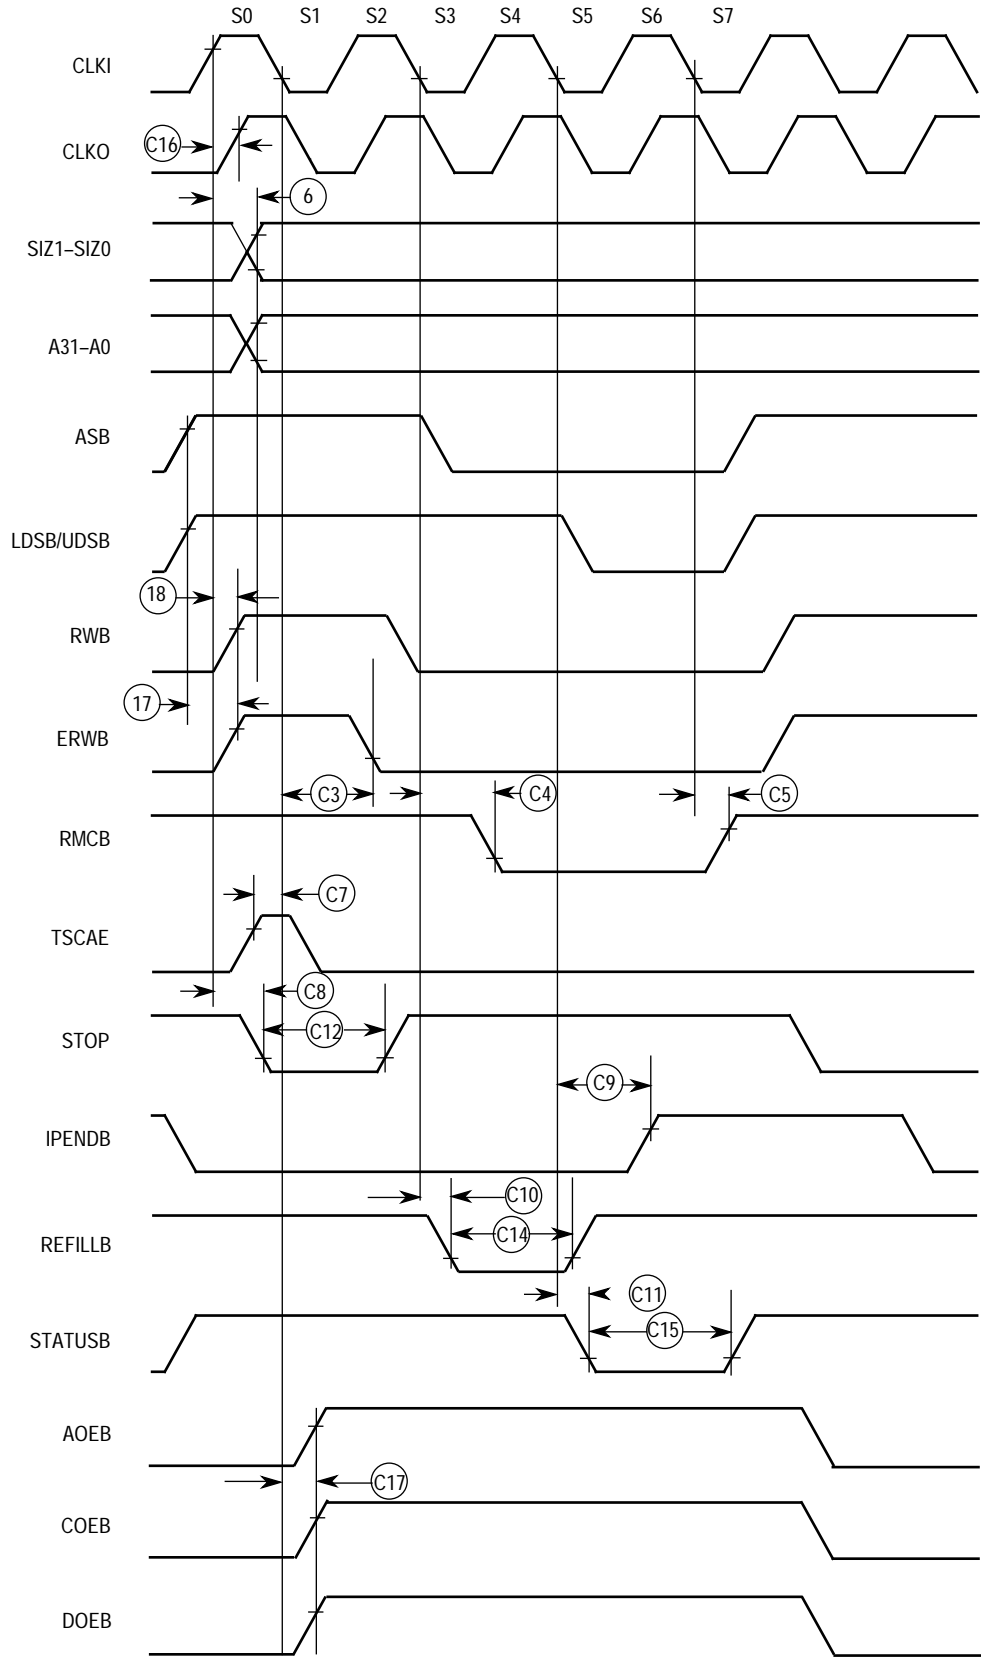 S0 S1 S2 S3 S4 S5 S6 S7
CLKI
C16
CLKO
6
SIZ1–SIZ0
A31–A0
ASB
LDSB/UDSB
18
RWB
17
ERWB
C3 C4 C5
RMCB
C7
TSCAE
C8
C12
STOP
C9
IPENDB
C10
C14
REFILLB
C11
C15
STATUSB
AOEB
C17
COEB
DOEB